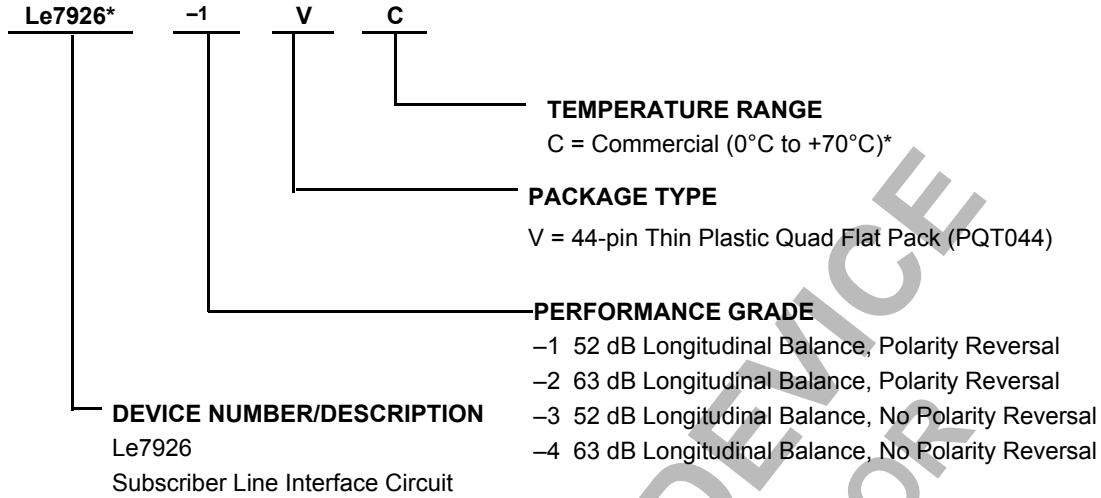 Le7926* –1 V C
TEMPERATURE RANGE
C = Commercial (0°C to +70°C)*
PACKAGE TYPE
V = 44-pin Thin Plastic Quad Flat Pack (PQT044)
PERFORMANCE GRADE
–1 52 dB Longitudinal Balance, Polarity Reversal
–2 63 dB Longitudinal Balance, Polarity Reversal
–3 52 dB Longitudinal Balance, No Polarity Reversal
–4 63 dB Longitudinal Balance, No Polarity Reversal
DEVICE NUMBER/DESCRIPTION
Le7926
Subscriber Line Interface Circuit
DEVICE
OR